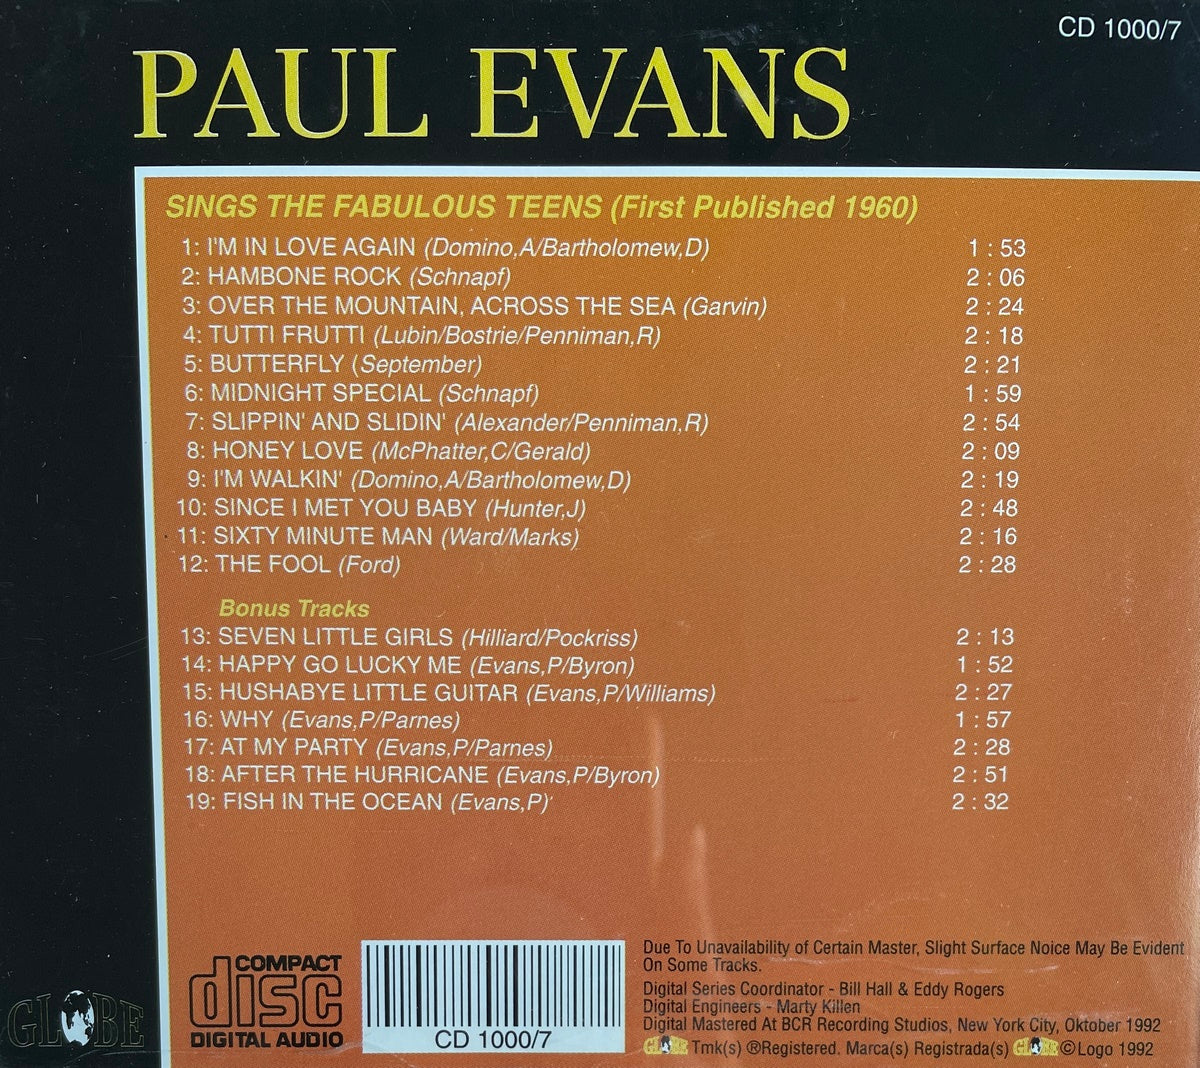 CD 1000/7
PAUL EVANS
SINGS THE FABULOUS TEENS (First Published 1960)
1: I'M IN LOVE AGAIN (Domino,A/Bartholomew,D) 1 : 53
2: HAMBONE ROCK (Schnapf) 2 : 06
3: OVER THE MOUNTAIN, ACROSS THE SEA (Garvin) 2 : 24
4: TUTTI FRUTTI (Lubin/Bostrie/Penniman,R) 2 : 18
5: BUTTERFLY (September) 2 : 21
6: MIDNIGHT SPECIAL (Schnapf) 1 : 59
7: SLIPPIN' AND SLIDIN' (Alexander/Penniman,R) 2 : 54
8: HONEY LOVE (McPhatter,C/Gerald) 2 : 09
9: I'M WALKIN' (Domino,A/Bartholomew,D) 2 : 19
10: SINCE I MET YOU BABY (Hunter,J) 2 : 48
11: SIXTY MINUTE MAN (Ward/Marks) 2 : 16
12: THE FOOL (Ford) 2 : 28
Bonus Tracks
13: SEVEN LITTLE GIRLS (Hilliard/Pockriss) 2 : 13
14: HAPPY GO LUCKY ME (Evans,P/Byron) 1 : 52
15: HUSHABYE LITTLE GUITAR (Evans,P/Williams) 2 : 27
16: WHY (Evans,P/Parnes) 1 : 57
17: AT MY PARTY (Evans,P/Parnes) 2 : 28
18: AFTER THE HURRICANE (Evans,P/Byron) 2 : 51
19: FISH IN THE OCEAN (Evans,P) 2 : 32
GLOBE
COMPACT
disc
DIGITAL AUDIO
CD 1000/7
Due To Unavailability of Certain Master, Slight Surface Noice May Be Evident
On Some Tracks.
Digital Series Coordinator - Bill Hall & Eddy Rogers
Digital Engineers - Marty Killen
Digital Mastered At BCR Recording Studios, New York City, Oktober 1992
GLOBE Tmk(s) ®Registered. Marca(s) Registrada(s) GLOBE ©Logo 1992